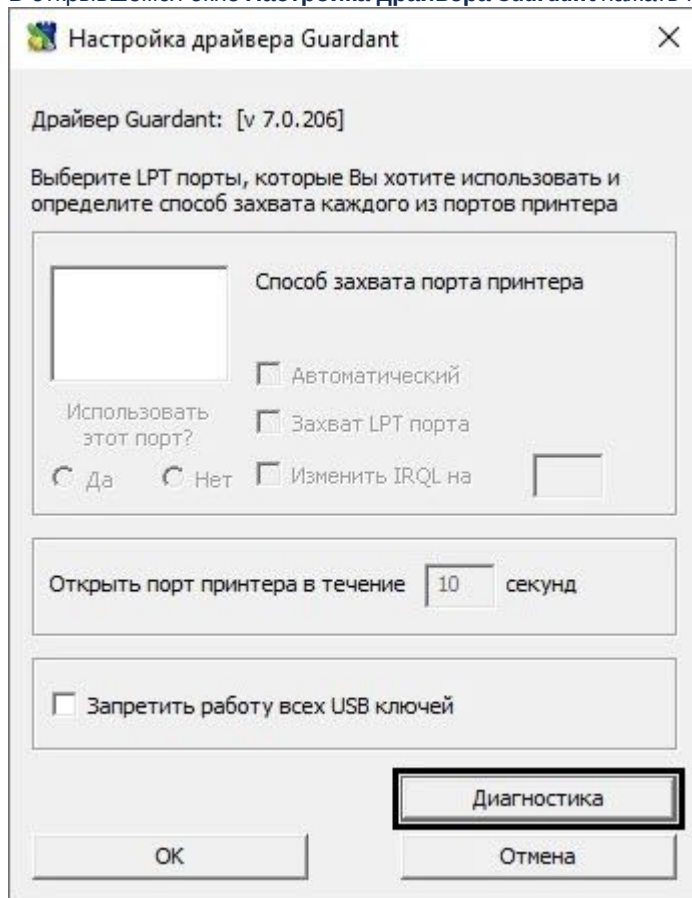 Настройка драйвера Guardant
Драйвер Guardant: [v 7.0.206]
Выберите LPT порты, которые Вы хотите использовать и
определите способ захвата каждого из портов принтера
Способ захвата порта принтера
Автоматический
Использовать
этот порт?
Захват LPT порта
Да
Нет
Изменить IRQL на
Открыть порт принтера в течение 10 секунд
Запретить работу всех USB ключей
Диагностика
OK
Отмена